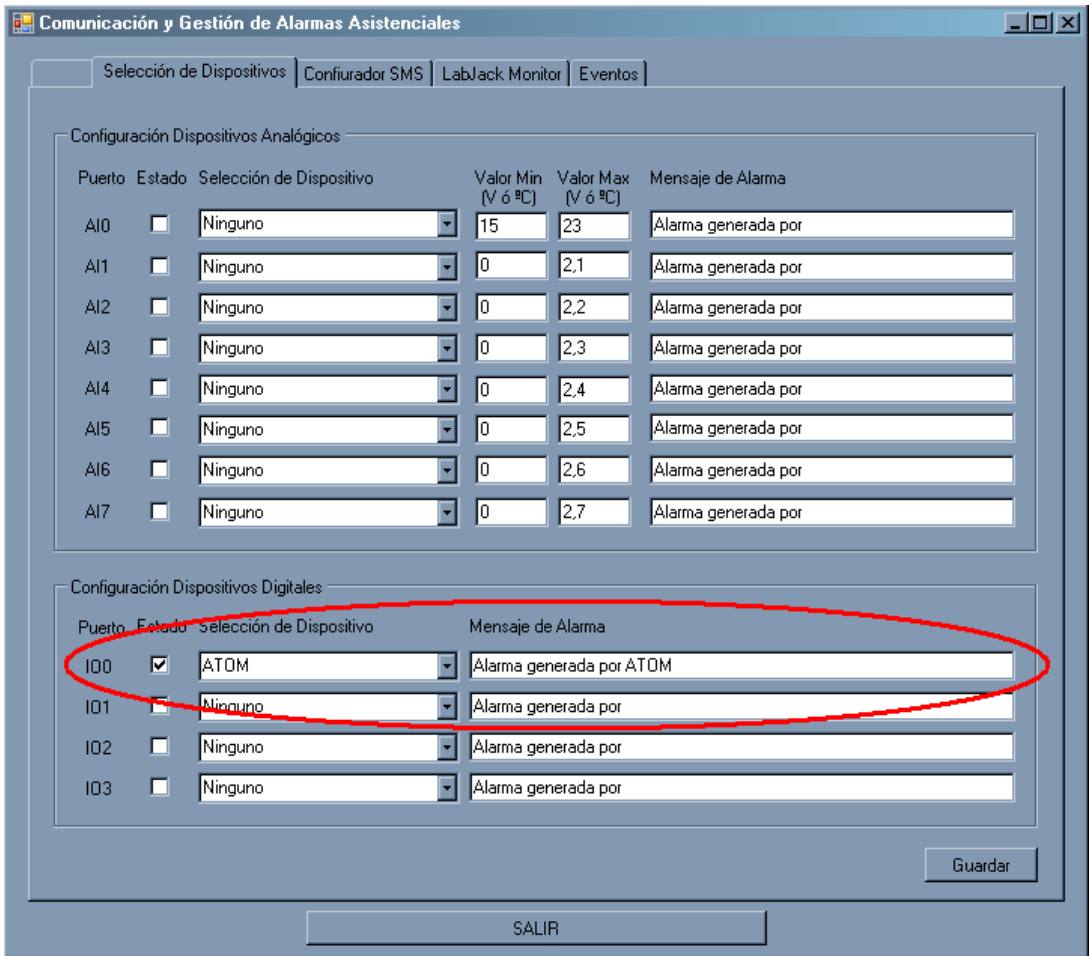 Comunicación y Gestión de Alarmas Asistenciales
Selección de Dispositivos Confiurador SMS LabJack Monitor Eventos
Configuración Dispositivos Analógicos
Puerto Estado Selección de Dispositivo Valor Min Valor Max Mensaje de Alarma
(V ó ºC) (V ó ºC)
AI0 Ninguno 15 23 Alarma generada por
AI1 Ninguno 0 2,1 Alarma generada por
AI2 Ninguno 0 2,2 Alarma generada por
AI3 Ninguno 0 2,3 Alarma generada por
AI4 Ninguno 0 2,4 Alarma generada por
AI5 Ninguno 0 2,5 Alarma generada por
AI6 Ninguno 0 2,6 Alarma generada por
AI7 Ninguno 0 2,7 Alarma generada por
Configuración Dispositivos Digitales
Puerto Estado Selección de Dispositivo Mensaje de Alarma
IO0 ATOM Alarma generada por ATOM
IO1 Ninguno Alarma generada por
IO2 Ninguno Alarma generada por
IO3 Ninguno Alarma generada por
Guardar
SALIR